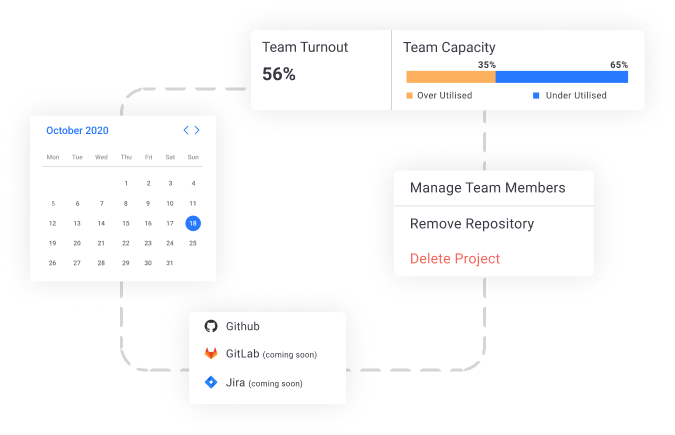 Team Turnout
56%
Team Capacity
35% 65%
Over Utilised Under Utilised
October 2020
Mon Tue Wed Thu Fri Sat Sun
1 2 3 4
5 6 7 8 9 10 11
12 13 14 15 16 17 18
19 20 21 22 23 24 25
26 27 28 29 30 31
Manage Team Members
Remove Repository
Delete Project
Github
GitLab (coming soon)
Jira (coming soon)